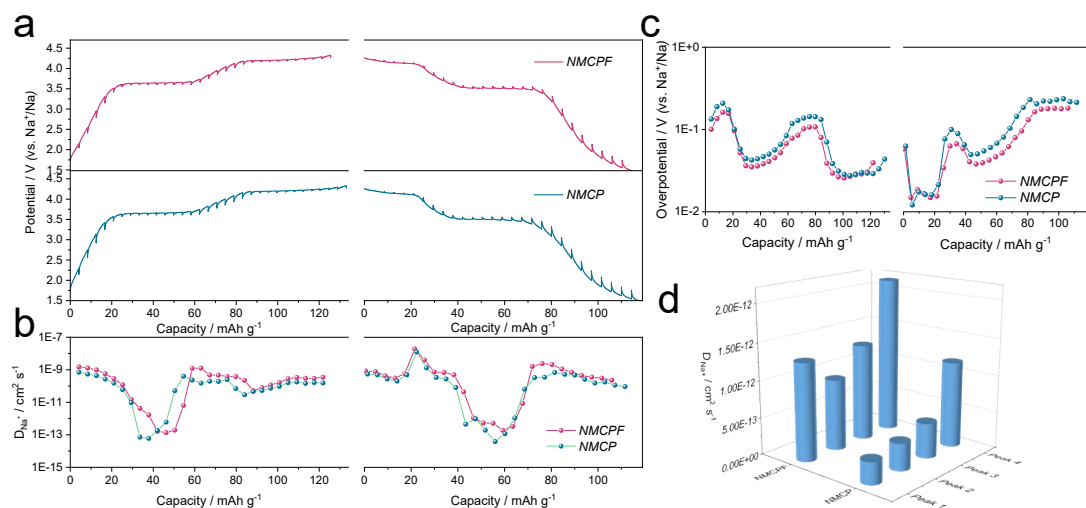 a
4.5
4.0
3.5
3.0
2.5
2.0
1.5
4.5
4.0
3.5
3.0
2.5
2.0
1.5
Potential / V (vs. Na⁺/Na)
NMCPF
NMCP
0 20 40 60 80 100 120
0 20 40 60 80 100
Capacity / mAh g⁻¹
Capacity / mAh g⁻¹
b
1E-7
1E-9
1E-11
1E-13
1E-15
D_Na⁺ / cm² s⁻¹
NMCPF
NMCP
0 20 40 60 80 100 120
0 20 40 60 80 100
Capacity / mAh g⁻¹
Capacity / mAh g⁻¹
c
1E+0
1E-1
1E-2
Overpotential / V (vs. Na⁺/Na)
NMCPF
NMCP
0 20 40 60 80 100 120
0 20 40 60 80 100
Capacity / mAh g⁻¹
Capacity / mAh g⁻¹
d
2.00E-12
1.50E-12
1.00E-12
5.00E-13
0.00E+00
D_Na⁺ / cm² s⁻¹
NMCPF
NMCP
Peak 4
Peak 3
Peak 2
Peak 1